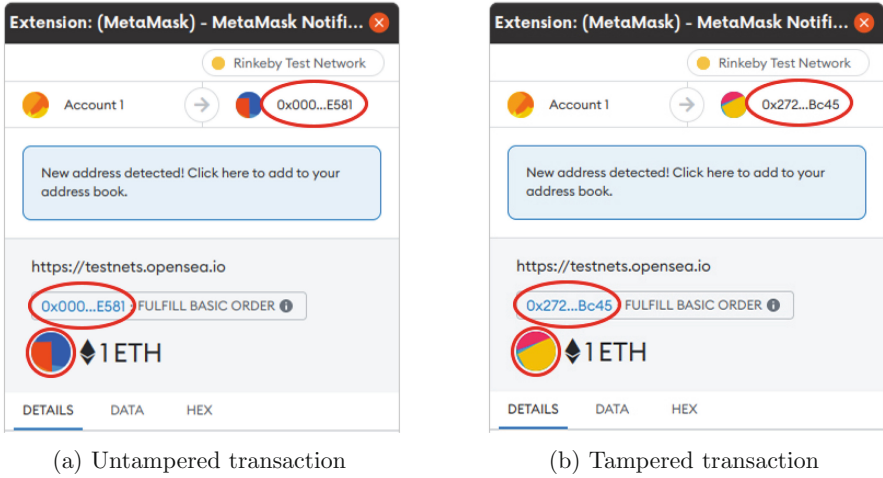 Extension: (MetaMask) - MetaMask Notifi...
Rinkeby Test Network
Account 1
0x000...E581
New address detected! Click here to add to your
address book.
https://testnets.opensea.io
0x000...E581 : FULFILL BASIC ORDER
1 ETH
DETAILS DATA HEX
(a) Untampered transaction
Extension: (MetaMask) - MetaMask Notifi...
Rinkeby Test Network
Account 1
0x272...Bc45
New address detected! Click here to add to your
address book.
https://testnets.opensea.io
0x272...Bc45 : FULFILL BASIC ORDER
1 ETH
DETAILS DATA HEX
(b) Tampered transaction